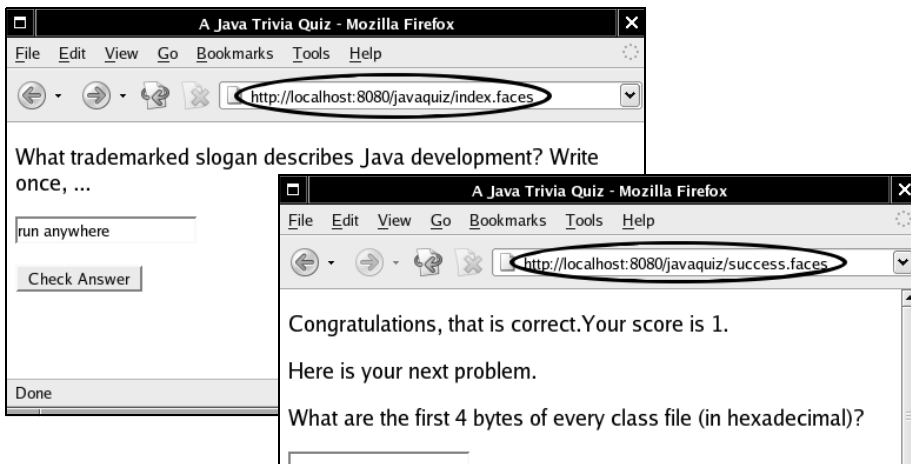 A Java Trivia Quiz - Mozilla Firefox
File Edit View Go Bookmarks Tools Help
http://localhost:8080/javaquiz/index.faces
What trademarked slogan describes Java development? Write
once, ...
run anywhere
Check Answer
Done
A Java Trivia Quiz - Mozilla Firefox
File Edit View Go Bookmarks Tools Help
http://localhost:8080/javaquiz/success.faces
Congratulations, that is correct.Your score is 1.
Here is your next problem.
What are the first 4 bytes of every class file (in hexadecimal)?